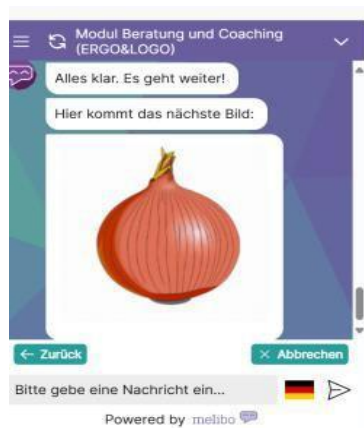 Modul Beratung und Coaching
(ERGO&LOGO)
Alles klar. Es geht weiter!
Hier kommt das nächste Bild:
← Zurück
× Abbrechen
Bitte gebe eine Nachricht ein...
Powered by melibo